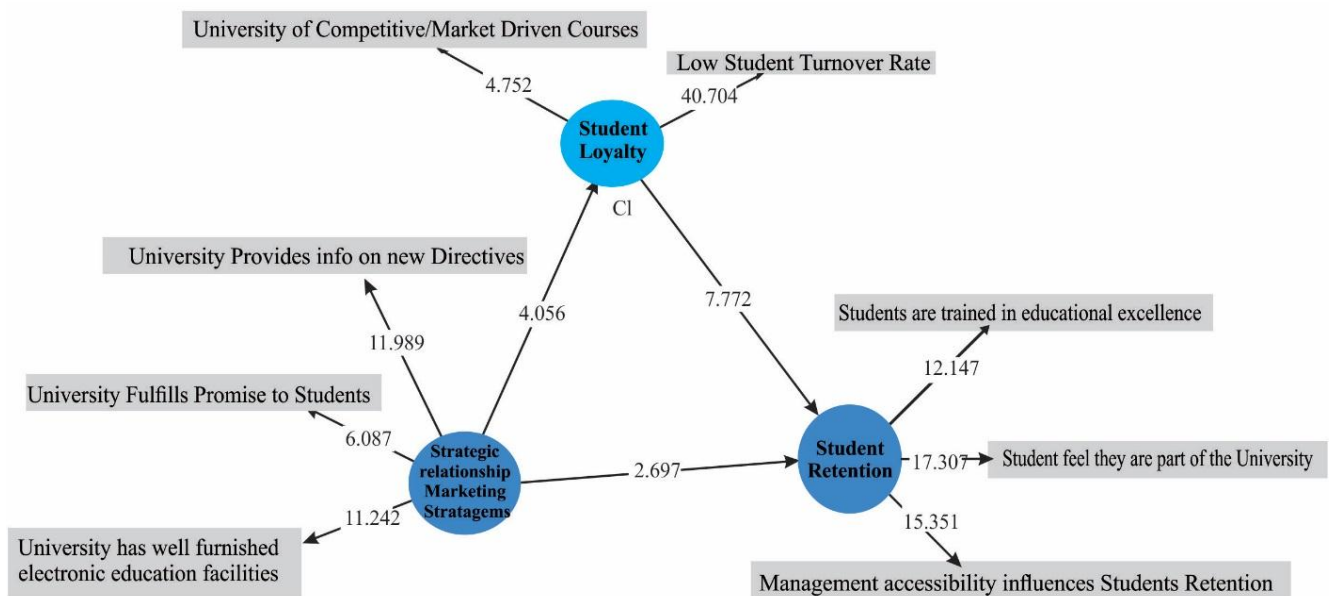 University of Competitive/Market Driven Courses
Low Student Turnover Rate
4.752
40.704
Student
Loyalty
Cl
University Provides info on new Directives
7.772
4.056
Students are trained in educational excellence
11.989
12.147
University Fulfills Promise to Students
6.087
Strategic
relationship
Marketing
Stratagems
2.697
Student
Retention
17.307
Student feel they are part of the University
11.242
15.351
University has well furnished
electronic education facilities
Management accessibility influences Students Retention